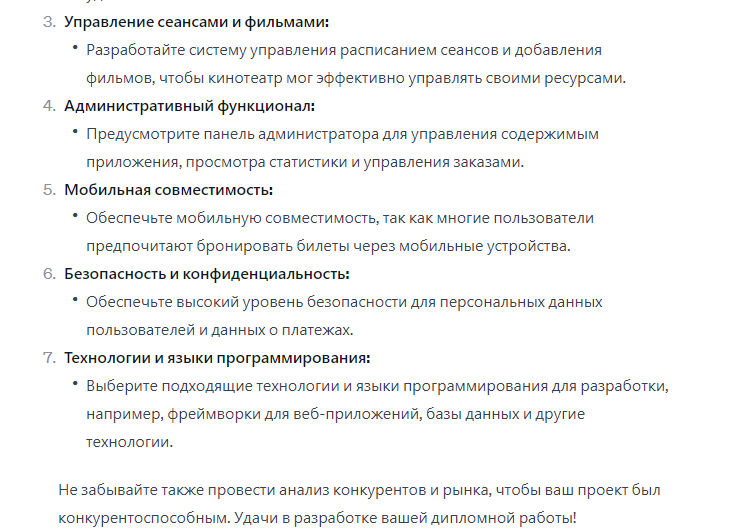 3. Управление сеансами и фильмами:
• Разработайте систему управления расписанием сеансов и добавления
фильмов, чтобы кинотеатр мог эффективно управлять своими ресурсами.
4. Административный функционал:
• Предусмотрите панель администратора для управления содержимым
приложения, просмотра статистики и управления заказами.
5. Мобильная совместимость:
• Обеспечьте мобильную совместимость, так как многие пользователи
предпочитают бронировать билеты через мобильные устройства.
6. Безопасность и конфиденциальность:
• Обеспечьте высокий уровень безопасности для персональных данных
пользователей и данных о платежах.
7. Технологии и языки программирования:
• Выберите подходящие технологии и языки программирования для разработки,
например, фреймворки для веб-приложений, базы данных и другие
технологии.
Не забывайте также провести анализ конкурентов и рынка, чтобы ваш проект был
конкурентоспособным. Удачи в разработке вашей дипломной работы!